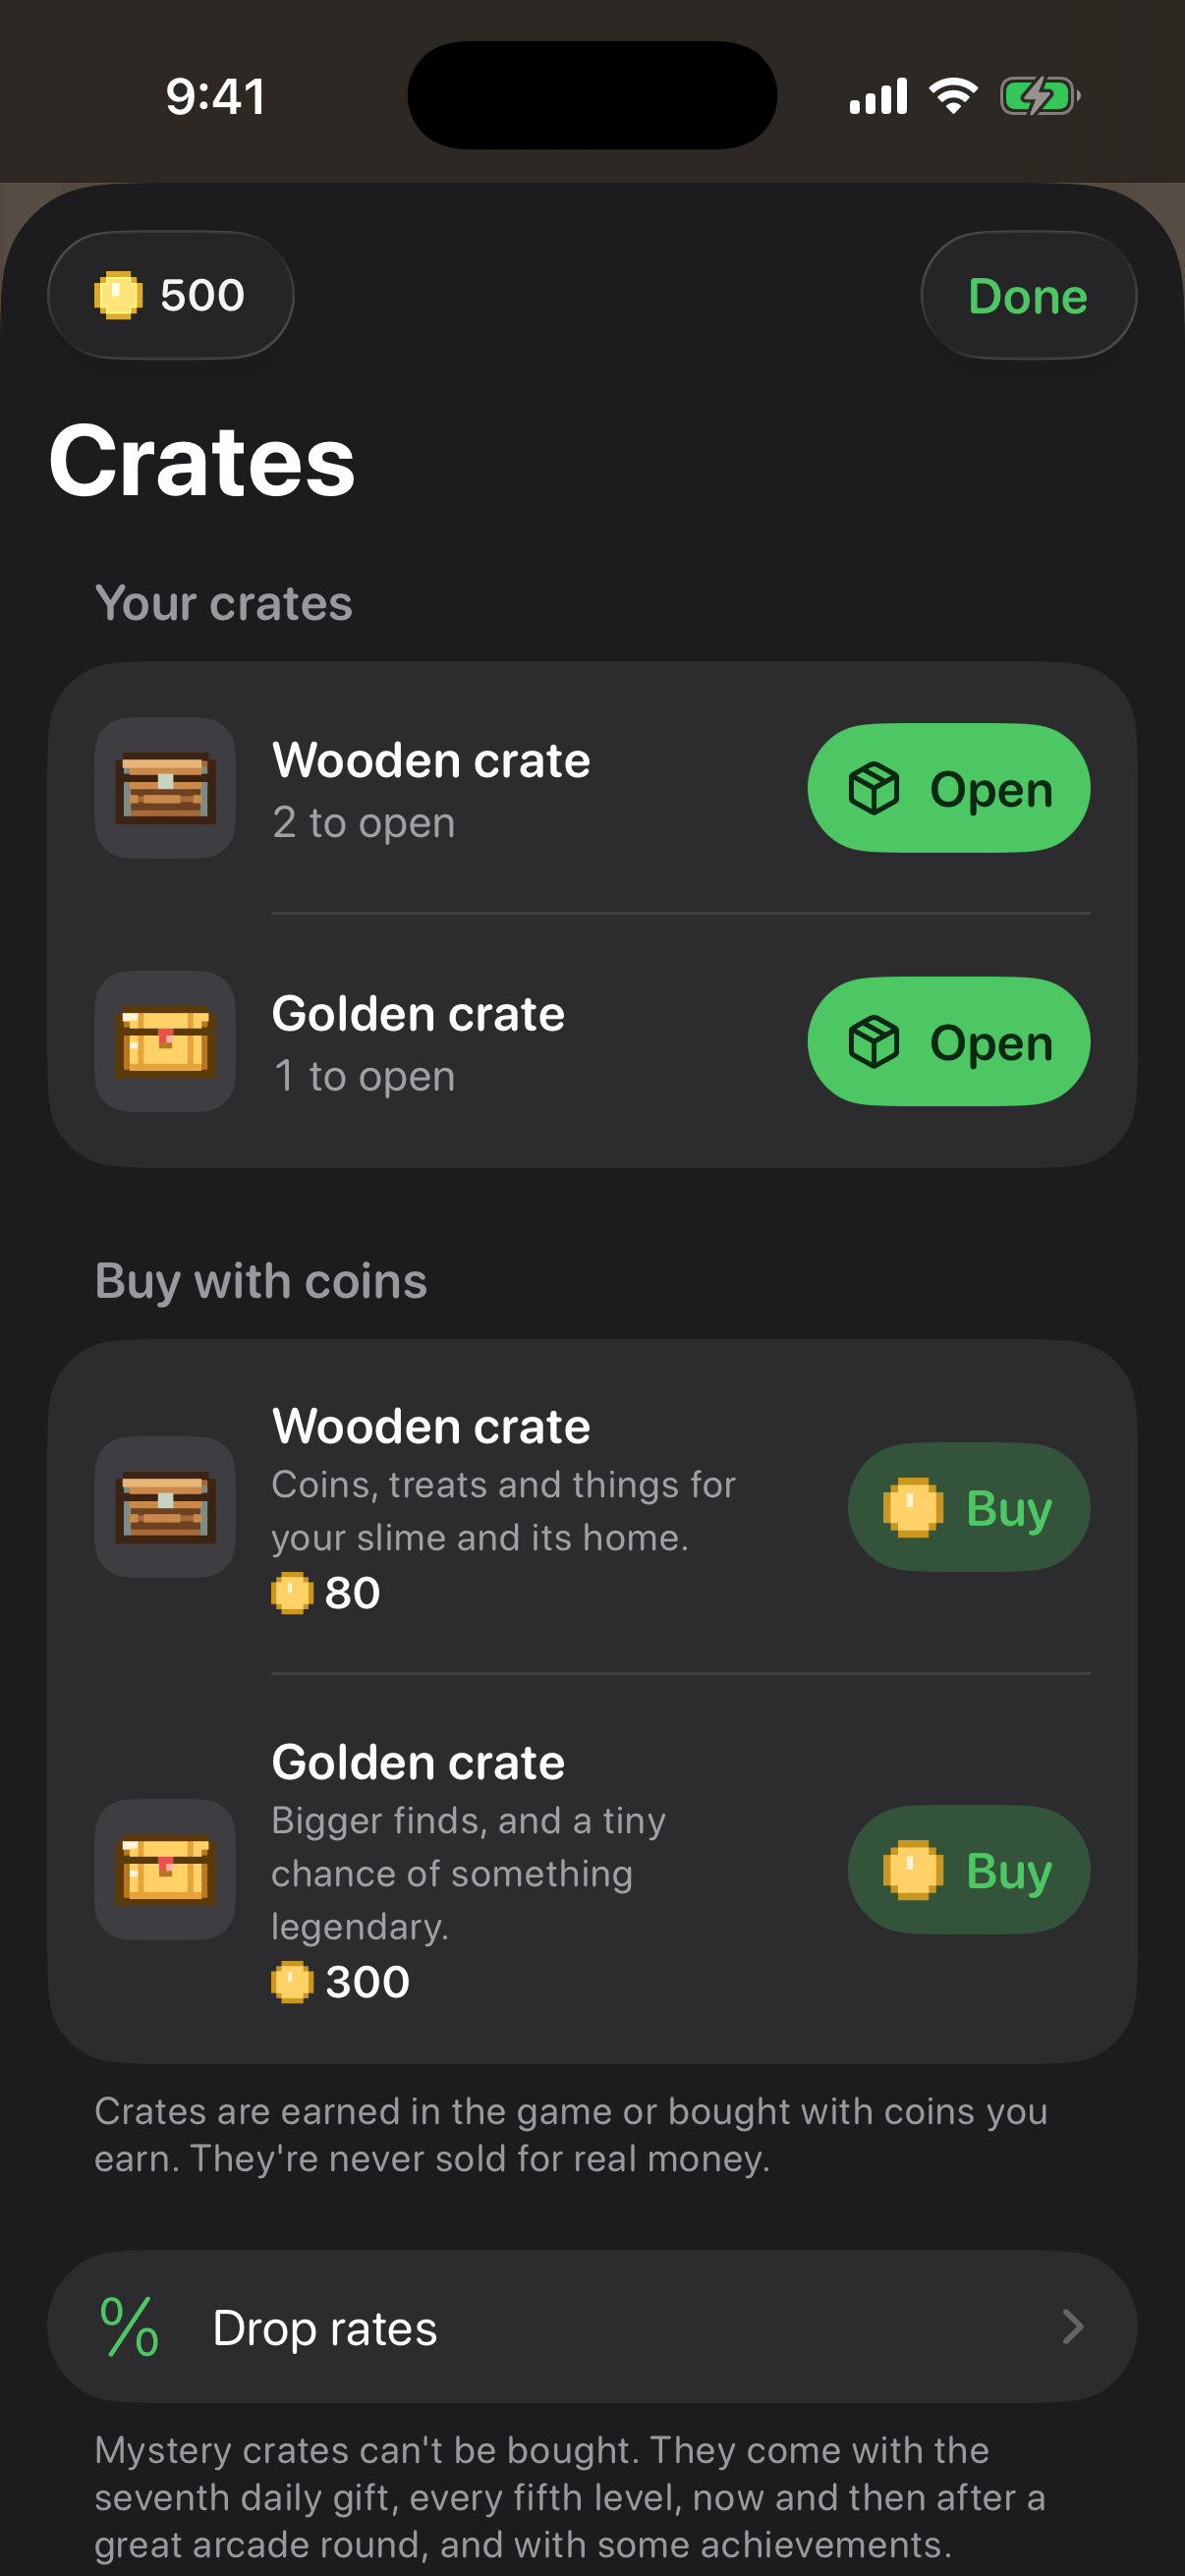 9:41
500
Done
Crates
Your crates
Wooden crate
2 to open
Open
Golden crate
1 to open
Open
Buy with coins
Wooden crate
Coins, treats and things for
your slime and its home.
80
Buy
Golden crate
Bigger finds, and a tiny
chance of something
legendary.
300
Buy
Crates are earned in the game or bought with coins you
earn. They're never sold for real money.
% Drop rates
Mystery crates can't be bought. They come with the
seventh daily gift, every fifth level, now and then after a
great arcade round, and with some achievements.